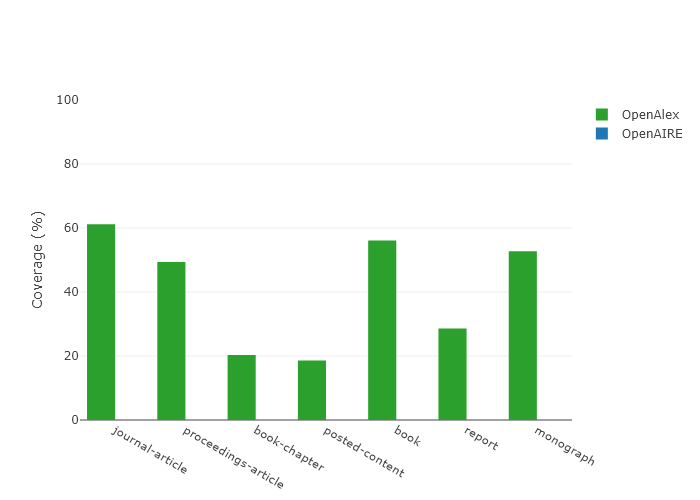 100
80
60
40
20
0
Coverage (%)
journal-article
proceedings-article
book-chapter
posted-content
book
report
monograph
OpenAlex
OpenAIRE